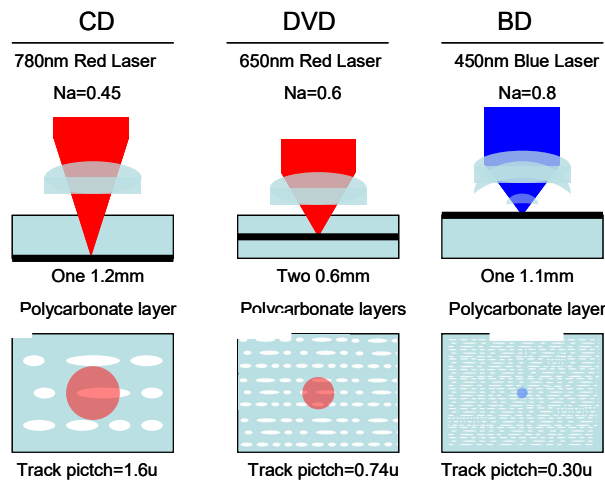 CD DVD BD
780nm Red Laser 650nm Red Laser 450nm Blue Laser
Na=0.45 Na=0.6 Na=0.8
One 1.2mm Two 0.6mm One 1.1mm
Polycarbonate layer Polycarbonate layers Polycarbonate layer
Track pictch=1.6u Track pictch=0.74u Track pictch=0.30u